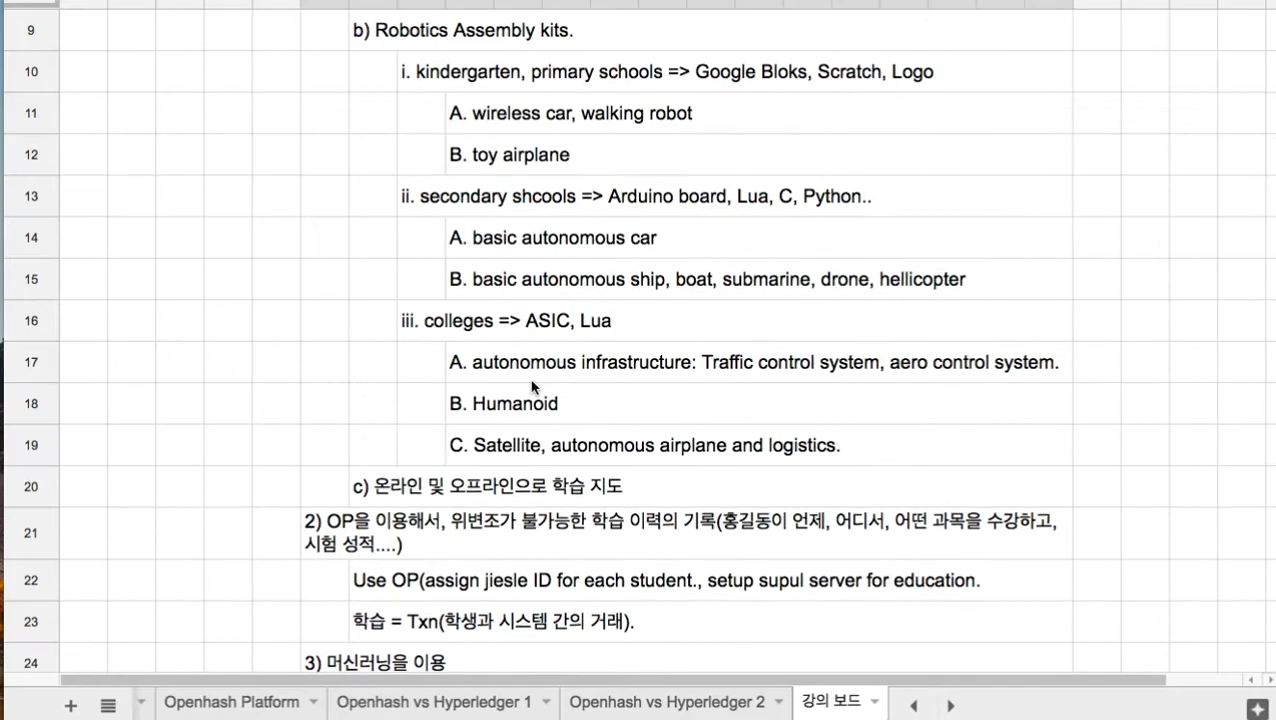 9 b) Robotics Assembly kits.
10 i. kindergarten, primary schools => Google Bloks, Scratch, Logo
11 A. wireless car, walking robot
12 B. toy airplane
13 ii. secondary shcools => Arduino board, Lua, C, Python..
14 A. basic autonomous car
15 B. basic autonomous ship, boat, submarine, drone, hellicopter
16 iii. colleges => ASIC, Lua
17 A. autonomous infrastructure: Traffic control system, aero control system.
18 B. Humanoid
19 C. Satellite, autonomous airplane and logistics.
20 c) 온라인 및 오프라인으로 학습 지도
21 2) OP을 이용해서, 위변조가 불가능한 학습 이력의 기록(홍길동이 언제, 어디서, 어떤 과목을 수강하고,
시험 성적....)
22 Use OP(assign jiesle ID for each student., setup supul server for education.
23 학습 = Txn(학생과 시스템 간의 거래).
24 3) 머신러닝을 이용
Openhash Platform Openhash vs Hyperledger 1 Openhash vs Hyperledger 2 강의 보드